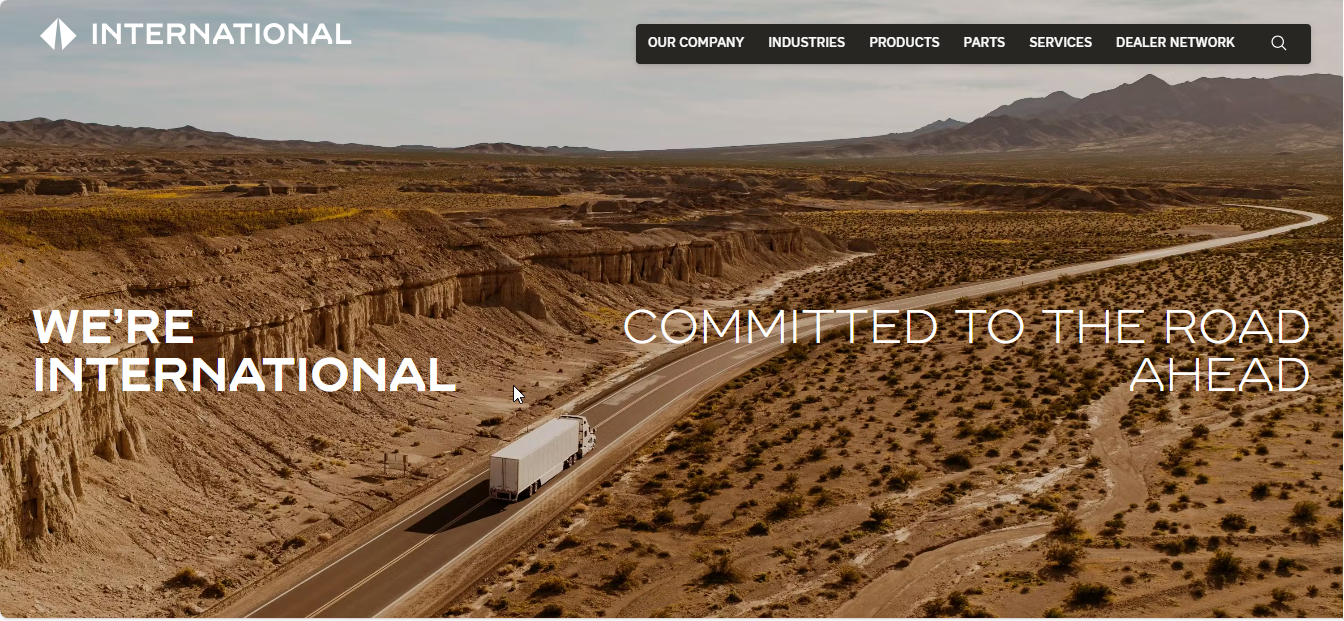 INTERNATIONAL
OUR COMPANY INDUSTRIES PRODUCTS PARTS SERVICES DEALER NETWORK
WE’RE
INTERNATIONAL
COMMITTED TO THE ROAD
AHEAD